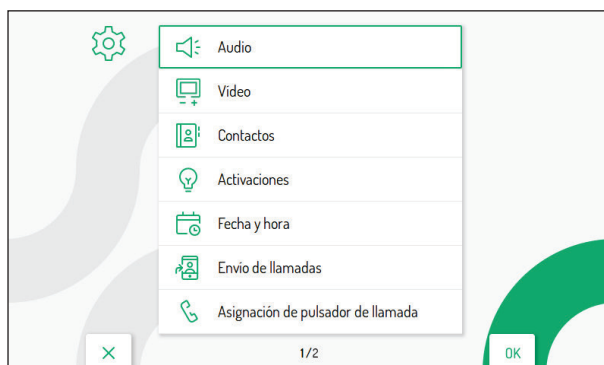 Audio
Video
Contactos
Activaciones
Fecha y hora
Envío de llamadas
Asignación de pulsador de llamada
1/2
OK